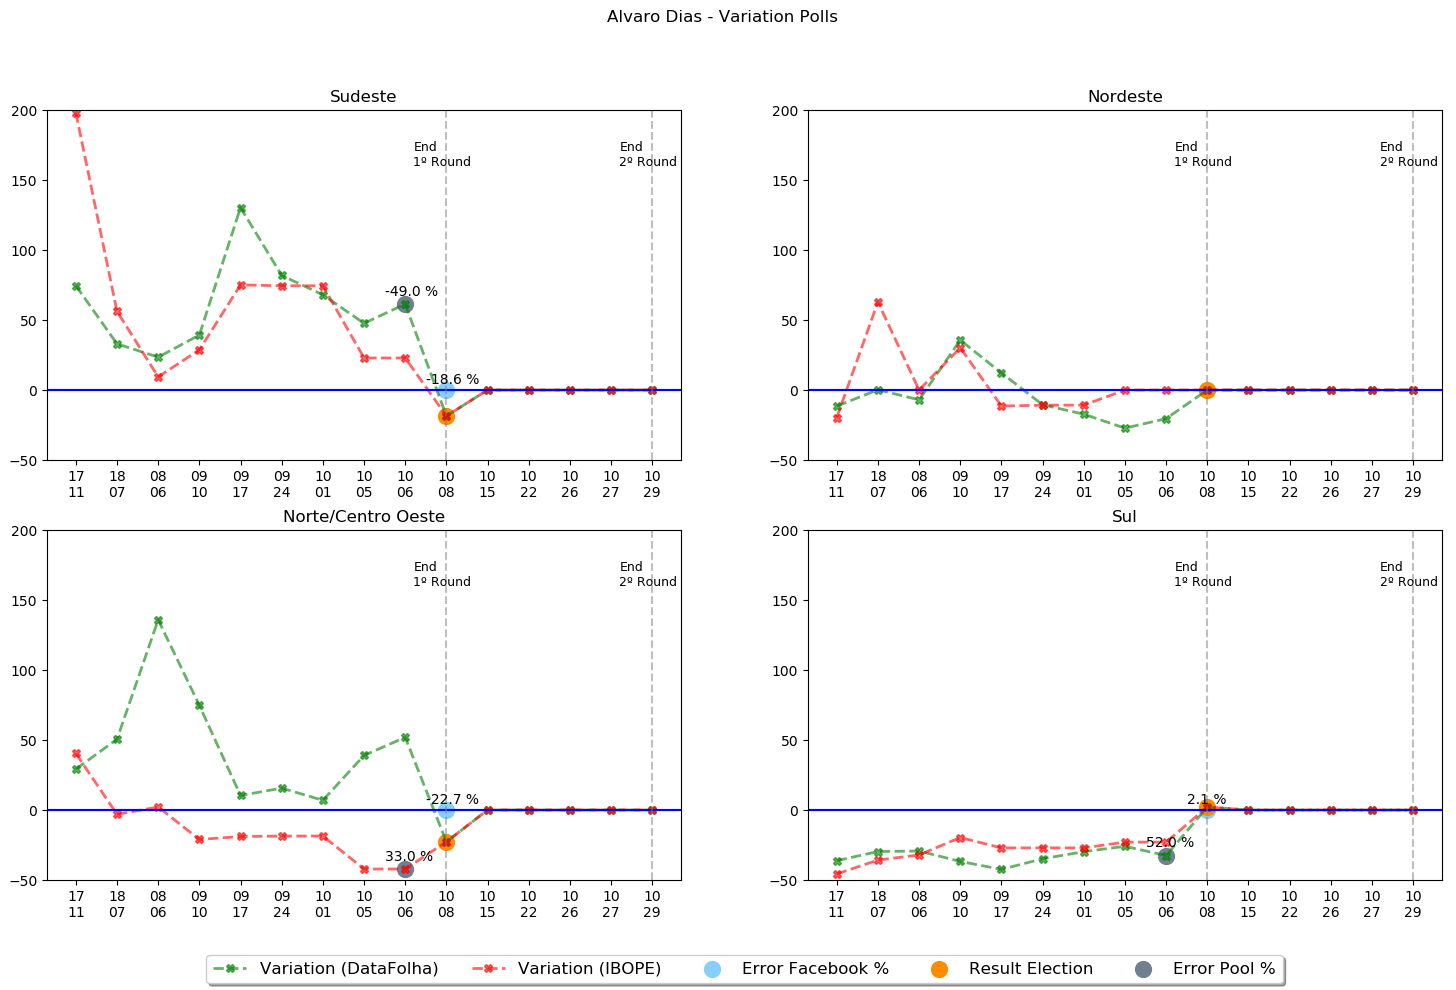 Alvaro Dias - Variation Polls
Sudeste
200
150
100
50
0
−50
End
1º Round
End
2º Round
-49.0 %
-18.6 %
17 18 08 09 09 09 10 10 10 10 10 10 10 10 10
11 07 06 10 17 24 01 05 06 08 15 22 26 27 29
Nordeste
200
150
100
50
0
−50
End
1º Round
End
2º Round
17 18 08 09 09 09 10 10 10 10 10 10 10 10 10
11 07 06 10 17 24 01 05 06 08 15 22 26 27 29
Norte/Centro Oeste
200
150
100
50
0
−50
End
1º Round
End
2º Round
-22.7 %
33.0 %
17 18 08 09 09 09 10 10 10 10 10 10 10 10 10
11 07 06 10 17 24 01 05 06 08 15 22 26 27 29
Sul
200
150
100
50
0
−50
End
1º Round
End
2º Round
2.1 %
52.0 %
17 18 08 09 09 09 10 10 10 10 10 10 10 10 10
11 07 06 10 17 24 01 05 06 08 15 22 26 27 29
Variation (DataFolha) Variation (IBOPE) Error Facebook % Result Election Error Pool %